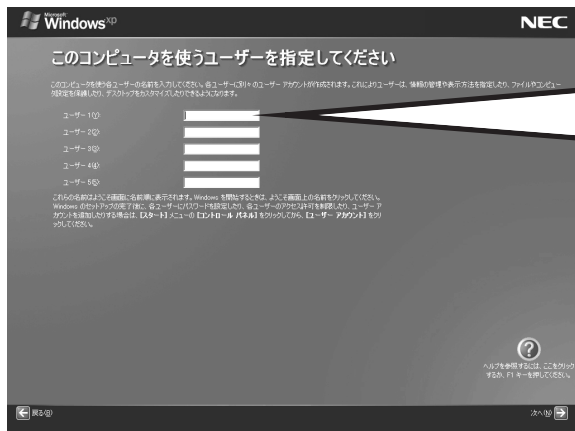 Microsoft
Windows xp
NEC
このコンピュータを使うユーザーを指定してください
このコンピュータを使う各ユーザーの名前を入力してください。各ユーザーに別々のユーザー アカウントが作成されます。これによりユーザーは、情報の管理や表示方法を指定したり、ファイルやコンピュー
タ設定を保護したり、デスクトップをカスタマイズしたりできるようになります。
ユーザー 1(Y):
ユーザー 2(2):
ユーザー 3(3):
ユーザー 4(4):
ユーザー 5(5):
これらの名前はようこそ画面に名前順に表示されます。Windows を開始するときは、ようこそ画面上の名前をクリックしてください。
Windows のセットアップの完了後に、各ユーザーにパスワードを設定したり、各ユーザーのアクセス許可を制限したり、ユーザー ア
カウントを追加したりする場合は、[スタート] メニューの [コントロール パネル] をクリックしてから、[ユーザー アカウント] をクリ
ックしてください。
?
ヘルプを参照するには、ここをクリック
するか、F1 キーを押してください。
戻る(B)
次へ(N)